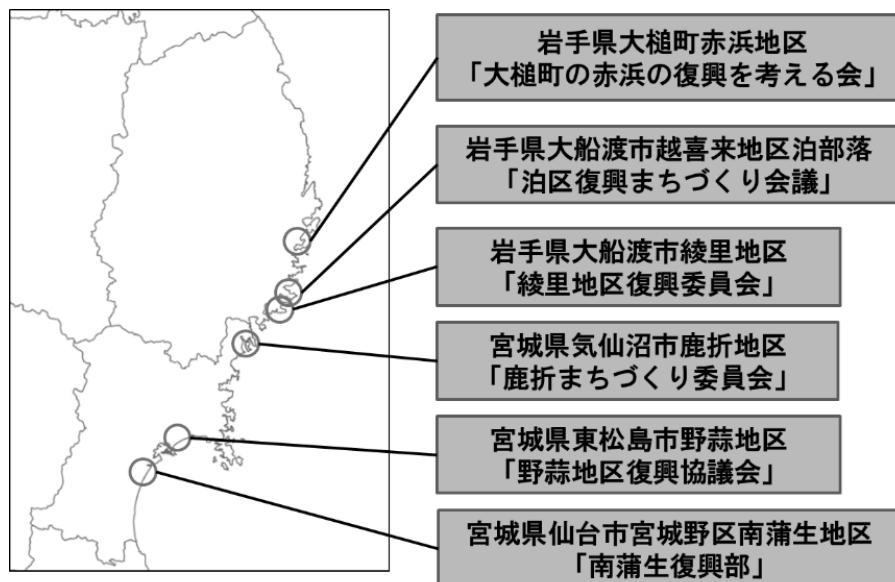 岩手県大槌町赤浜地区
「大槌町の赤浜の復興を考える会」
岩手県大船渡市越喜来地区泊部落
「泊区復興まちづくり会議」
岩手県大船渡市綾里地区
「綾里地区復興委員会」
宮城県気仙沼市鹿折地区
「鹿折まちづくり委員会」
宮城県東松島市野蒜地区
「野蒜地区復興協議会」
宮城県仙台市宮城野区南蒲生地区
「南蒲生復興部」